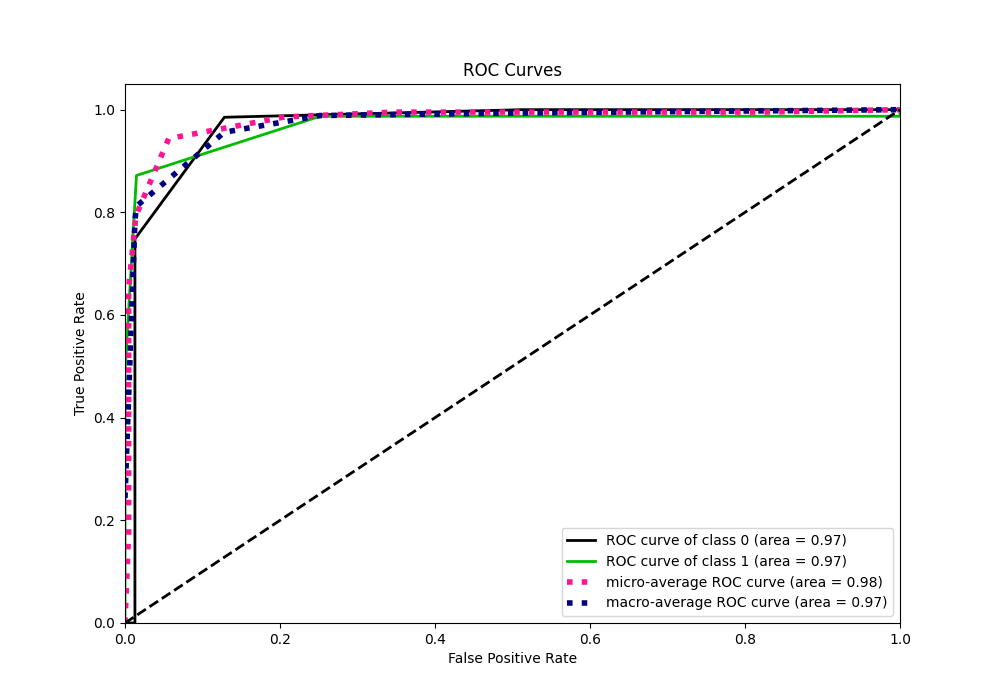 ROC Curves
True Positive Rate
1.0
0.8
0.6
0.4
0.2
0.0
0.0 0.2 0.4 0.6 0.8 1.0
False Positive Rate
ROC curve of class 0 (area = 0.97)
ROC curve of class 1 (area = 0.97)
micro-average ROC curve (area = 0.98)
macro-average ROC curve (area = 0.97)